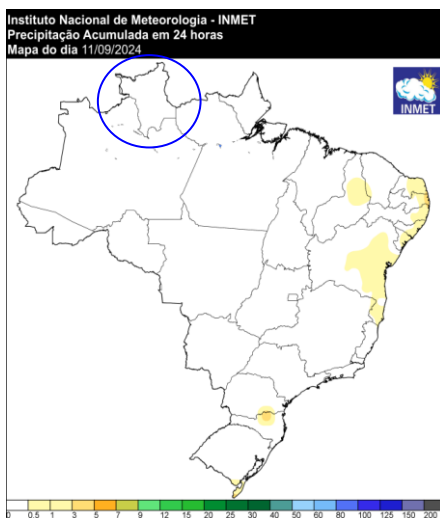 Instituto Nacional de Meteorologia - INMET
Precipitação Acumulada em 24 horas
Mapa do dia 11/09/2024
INMET
0 0.5 1 3 5 7 9 12 15 20 25 30 40 50 60 80 100 125 150 200